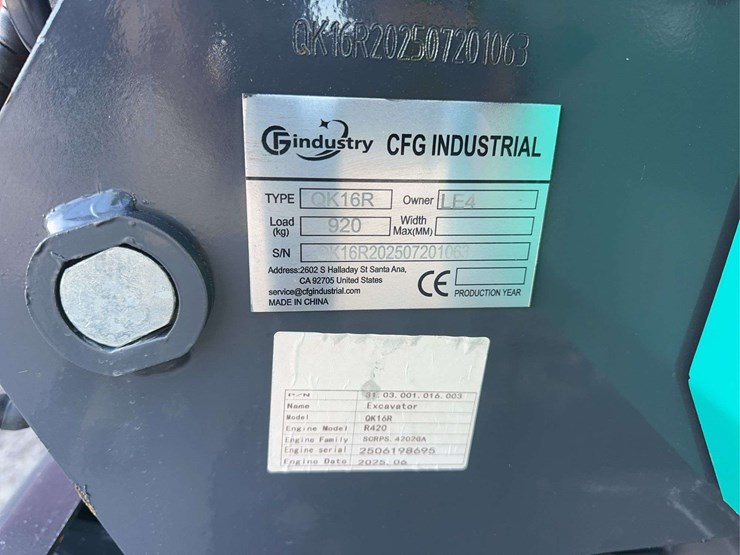 QK16R202507201063
CFGindustry CFG INDUSTRIAL
TYPE QK16R Owner LE4
Load (kg) 920 Width Max(MM)
S/N QK16R202507201063
Address:2602 S Halladay St Santa Ana,
CA 92705 United States
service@cfgindustrial.com
MADE IN CHINA
CE PRODUCTION YEAR
P/N 31.03.001.016.003
Name Excavator
Model QK16R
Engine Model R420
Engine Family SCRPS.42070A
Engine serial 2506198695
Engine Date 2025.06